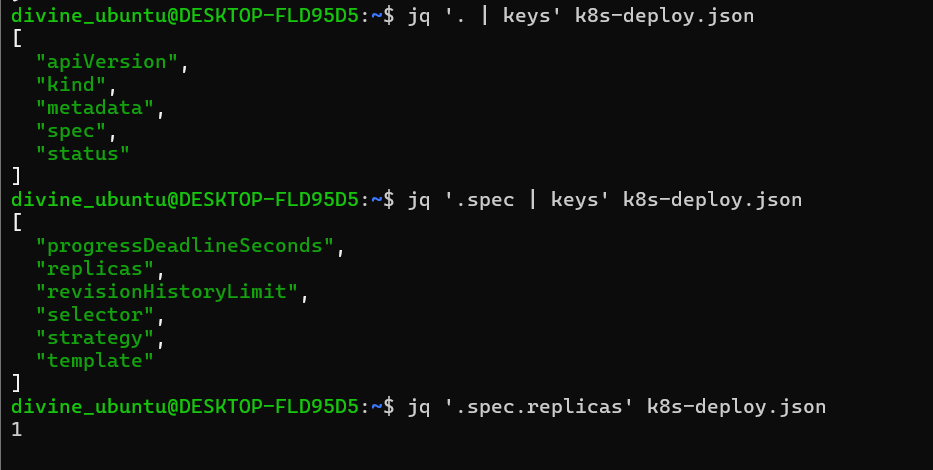 divine_ubuntu@DESKTOP-FLD95D5:~$ jq '. | keys' k8s-deploy.json
[
  "apiVersion",
  "kind",
  "metadata",
  "spec",
  "status"
]
divine_ubuntu@DESKTOP-FLD95D5:~$ jq '.spec | keys' k8s-deploy.json
[
  "progressDeadlineSeconds",
  "replicas",
  "revisionHistoryLimit",
  "selector",
  "strategy",
  "template"
]
divine_ubuntu@DESKTOP-FLD95D5:~$ jq '.spec.replicas' k8s-deploy.json
1